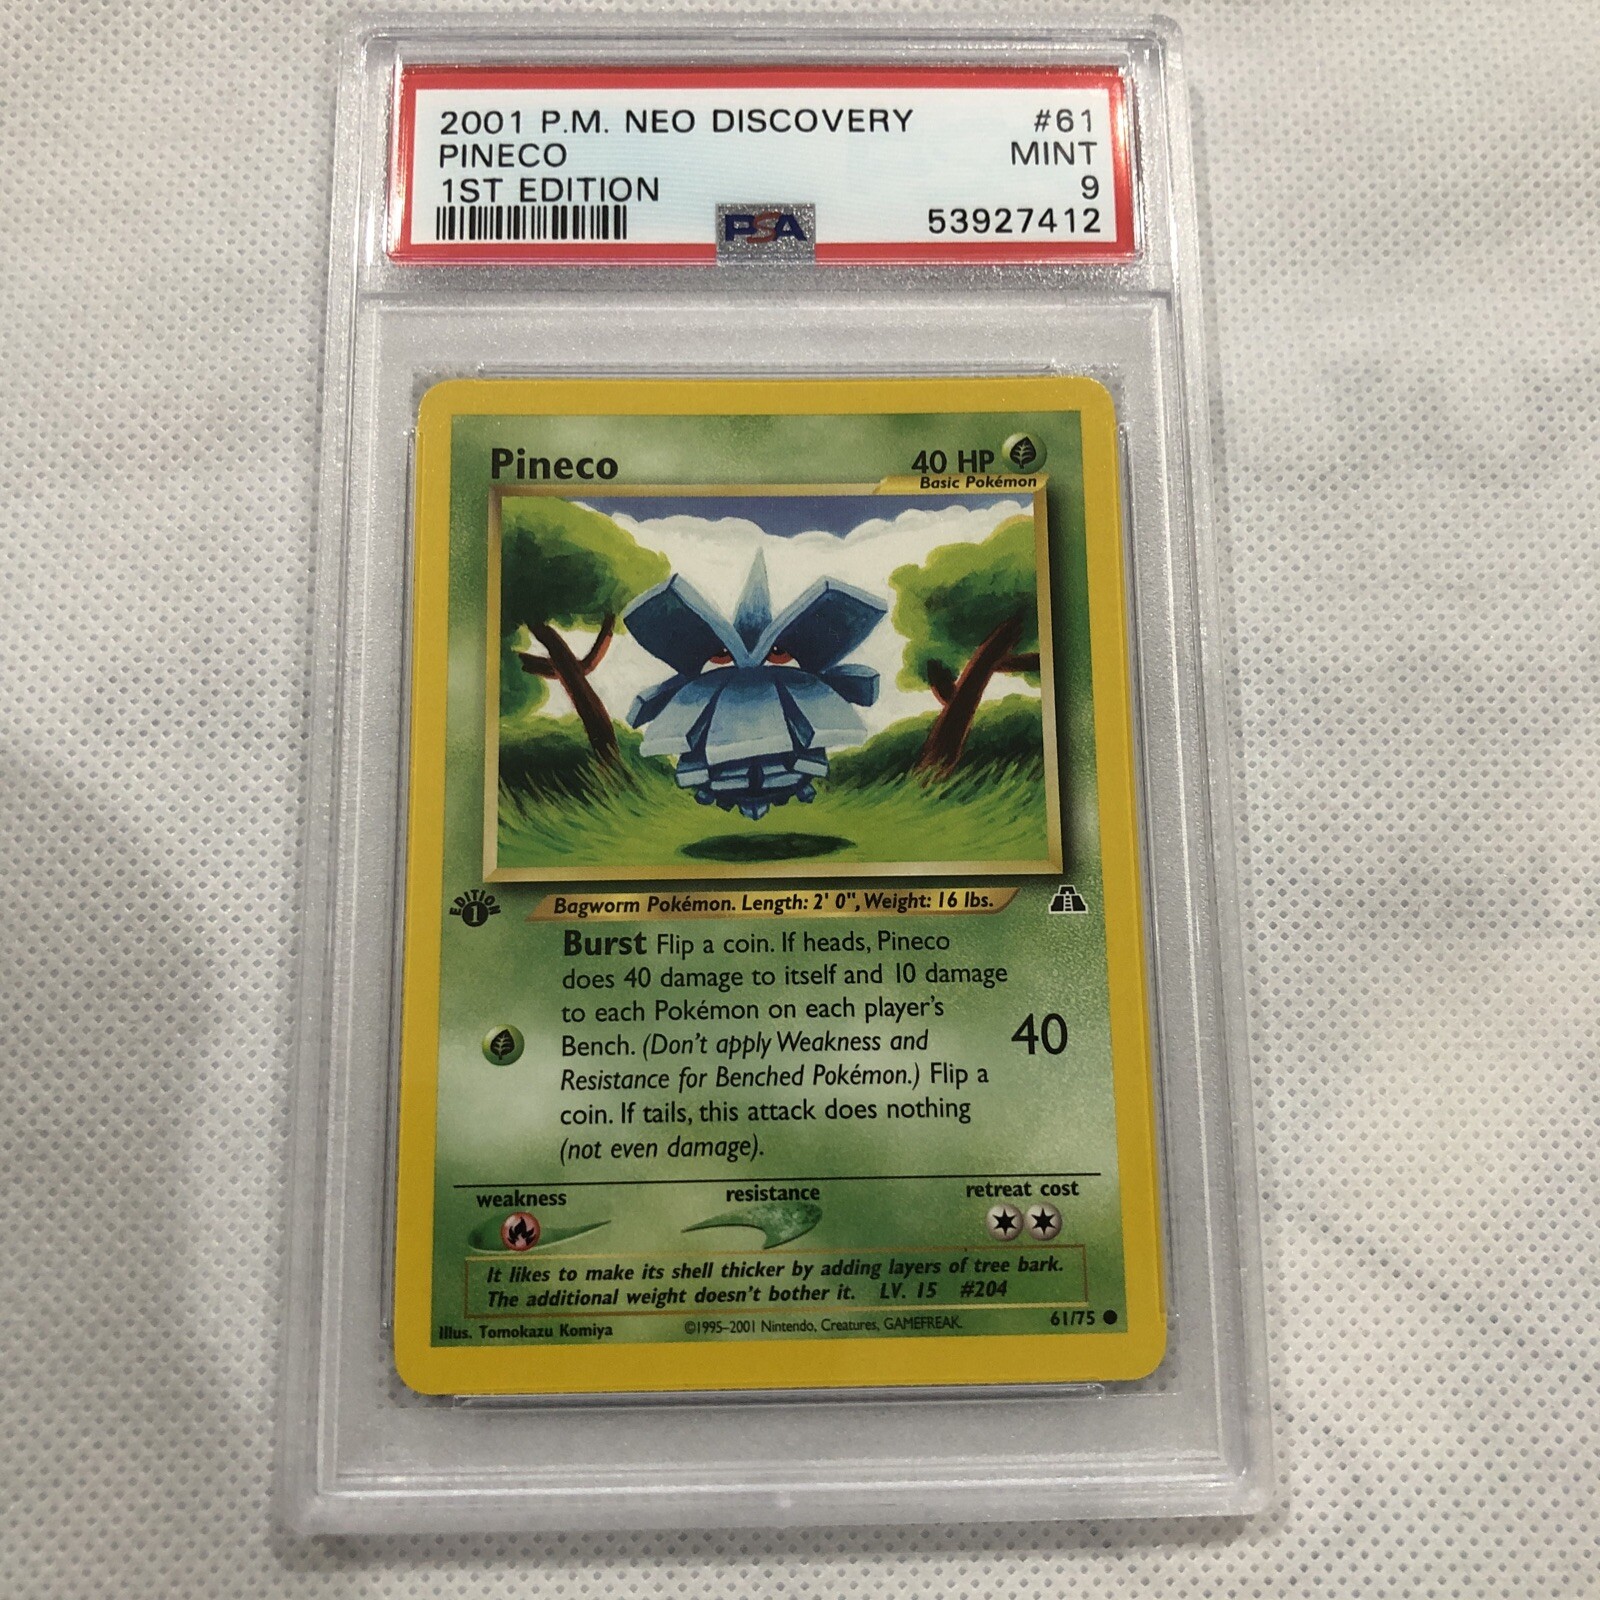 2001 P.M. NEO DISCOVERY #61
PINECO MINT
1ST EDITION 9
PSA 53927412
Pineco 40 HP
Basic Pokémon
EDITION 1
Bagworm Pokémon. Length: 2' 0", Weight: 16 lbs.
Burst Flip a coin. If heads, Pineco
does 40 damage to itself and 10 damage
to each Pokémon on each player's
Bench. (Don't apply Weakness and 40
Resistance for Benched Pokémon.) Flip a
coin. If tails, this attack does nothing
(not even damage).
weakness resistance retreat cost
It likes to make its shell thicker by adding layers of tree bark.
The additional weight doesn't bother it. LV. 15 #204
Illus. Tomokazu Komiya ©1995–2001 Nintendo, Creatures, GAMEFREAK. 61/75